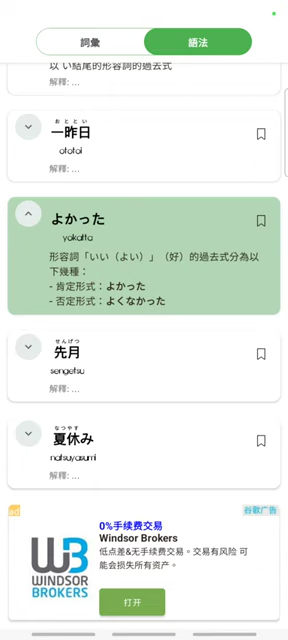 詞彙
語法
以 い結尾的形容詞的過去式
解釋: ...
おととい
一昨日
ototoi
解釋: ...
よかった
yokatta
形容詞「いい（よい）」（好）的過去式分為以
下幾種：
- 肯定形式：よかった
- 否定形式：よくなかった
せんげつ
先月
sengetsu
解釋: ...
なつやす
夏休み
natsuyasumi
解釋: ...
ad
谷歌广告
0%手续费交易
Windsor Brokers
低点差&无手续费交易。交易有风险 可
能会损失所有资产。
WB
WINDSOR
BROKERS
打开